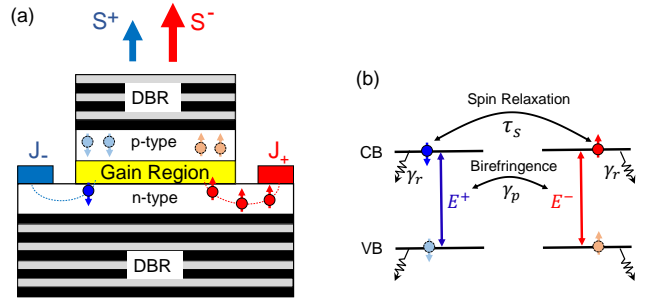 (a)
S⁺
S⁻
DBR
p-type
J₋
J₊
Gain Region
n-type
DBR
(b)
Spin Relaxation
τₛ
CB
γᵣ
Birefringence
γₚ
γᵣ
E⁺
E⁻
VB